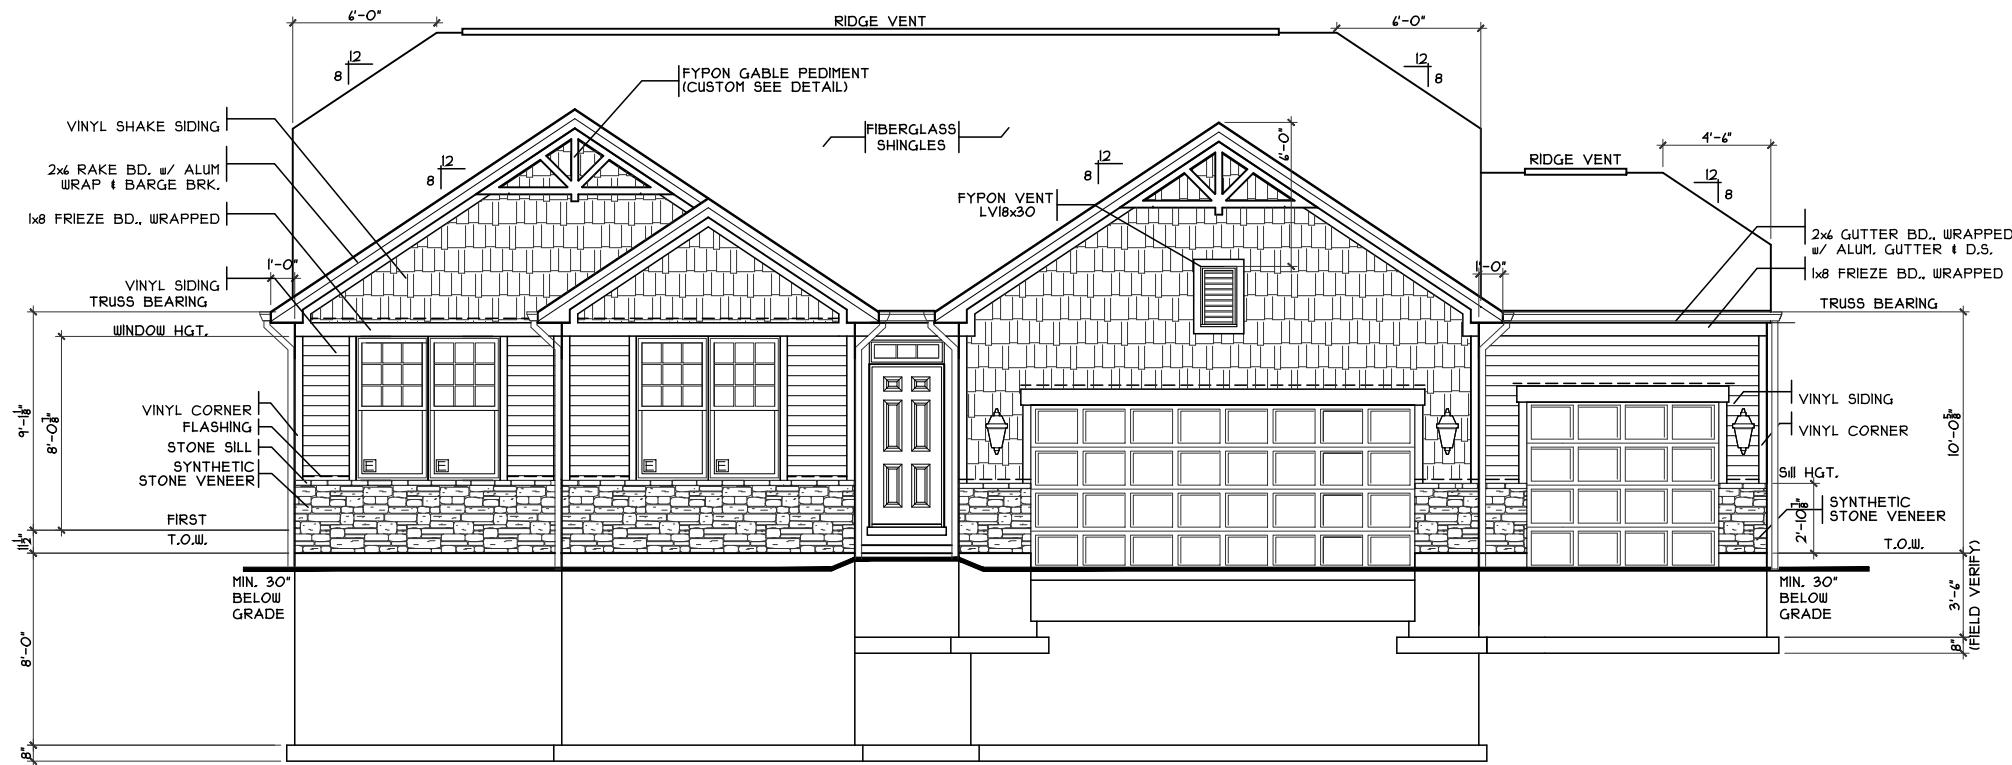 6'-0"
RIDGE VENT
6'-0"
12
8
12
8
FYPON GABLE PEDIMENT
(CUSTOM SEE DETAIL)
VINYL SHAKE SIDING
FIBERGLASS
SHINGLES
6'-0"
4'-6"
RIDGE VENT
2x6 RAKE BD. w/ ALUM
WRAP & BARGE BRK.
12
8
12
8
12
8
FYPON VENT
LV18x30
1x8 FRIEZE BD., WRAPPED
2x6 GUTTER BD., WRAPPED
w/ ALUM. GUTTER & D.S.
1'-0"
1'-0"
1x8 FRIEZE BD., WRAPPED
VINYL SIDING
TRUSS BEARING
TRUSS BEARING
WINDOW HGT.
9'-1 1/8"
8'-0 7/8"
10'-0 5/8"
VINYL CORNER
FLASHING
STONE SILL
SYNTHETIC
STONE VENEER
E
E
E
E
VINYL SIDING
VINYL CORNER
Sill HGT.
2'-10 1/8"
SYNTHETIC
STONE VENEER
FIRST
T.O.W.
11 1/2"
T.O.W.
MIN. 30"
BELOW
GRADE
MIN. 30"
BELOW
GRADE
3'-6"
(FIELD VERIFY)
8"
8'-0"
8"